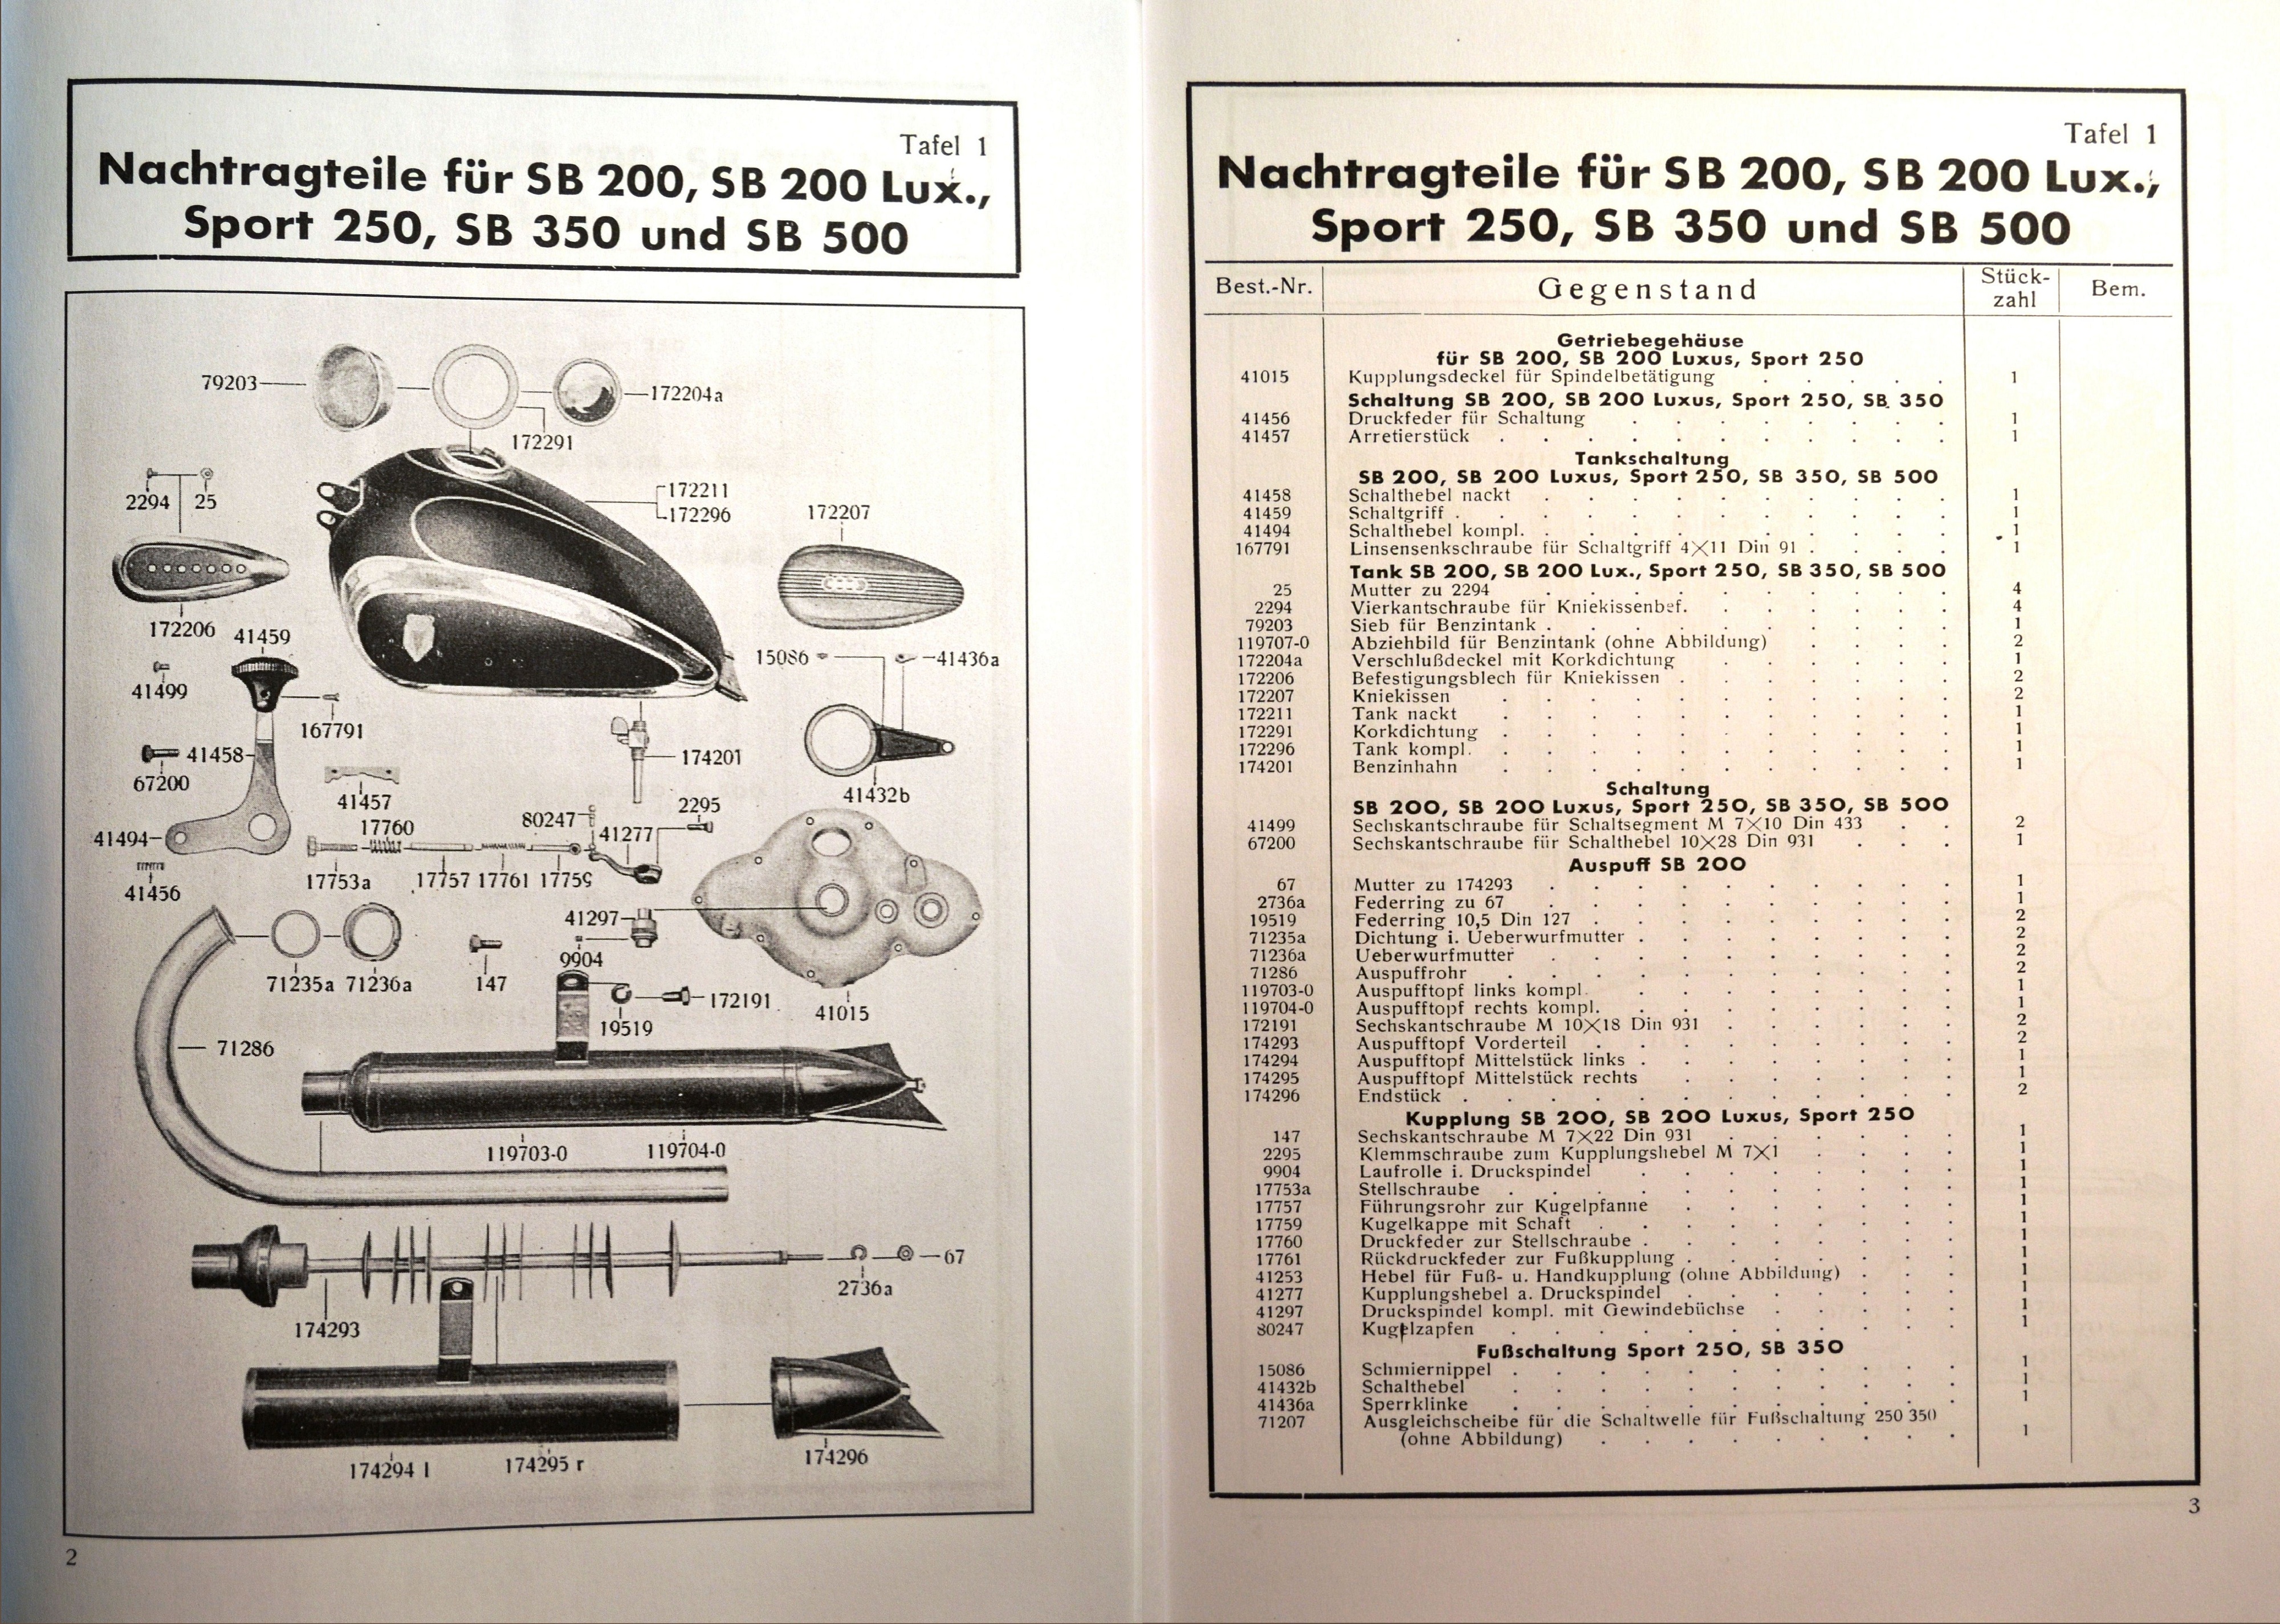 Tafel 1
Nachtragteile für SB 200, SB 200 Lux.,
Sport 250, SB 350 und SB 500
79203
172204a
172291
2294 25
172211
172296
172207
172206
41459
15086
41436a
41499
167791
41458
67200
174201
41457
41432b
2295
80247
17760
41277
41494
17753a
17757 17761 17759
41456
41297
9904
71235a 71236a
147
172191
19519
41015
71286
119703-0
119704-0
67
2736a
174293
174294 l
174295 r
174296
2
Tafel 1
Nachtragteile für SB 200, SB 200 Lux.,
Sport 250, SB 350 und SB 500
Best.-Nr. Gegenstand Stück-
zahl Bem.
Getriebegehäuse
für SB 200, SB 200 Luxus, Sport 250
41015 Kupplungsdeckel für Spindelbetätigung . . . . . 1
Schaltung SB 200, SB 200 Luxus, Sport 250, SB 350
41456 Druckfeder für Schaltung . . . . . . . . 1
41457 Arretierstück . . . . . . . . . . . 1
Tankschaltung
SB 200, SB 200 Luxus, Sport 250, SB 350, SB 500
41458 Schalthebel nackt . . . . . . . . . . 1
41459 Schaltgriff . . . . . . . . . . . . 1
41494 Schalthebel kompl. . . . . . . . . . . 1
167791 Linsensenkschraube für Schaltgriff 4×11 Din 91 . . . . 1
Tank SB 200, SB 200 Lux., Sport 250, SB 350, SB 500
25 Mutter zu 2294 . . . . . . . . . . 4
2294 Vierkantschraube für Kniekissenbef. . . . . . . 4
79203 Sieb für Benzintank . . . . . . . . . . 1
119707-0 Abziehbild für Benzintank (ohne Abbildung) . . . . 2
172204a Verschlußdeckel mit Korkdichtung . . . . . . 1
172206 Befestigungsblech für Kniekissen . . . . . . . 2
172207 Kniekissen . . . . . . . . . . . 2
172211 Tank nackt . . . . . . . . . . . 1
172291 Korkdichtung . . . . . . . . . . . 1
172296 Tank kompl. . . . . . . . . . . . 1
174201 Benzinhahn . . . . . . . . . . . 1
Schaltung
SB 200, SB 200 Luxus, Sport 250, SB 350, SB 500
41499 Sechskantschraube für Schaltsegment M 7×10 Din 433 . . 2
67200 Sechskantschraube für Schalthebel 10×28 Din 931 . . . 1
Auspuff SB 200
67 Mutter zu 174293 . . . . . . . . . . 1
2736a Federring zu 67 . . . . . . . . . . 1
19519 Federring 10,5 Din 127 . . . . . . . . . 2
71235a Dichtung i. Ueberwurfmutter . . . . . . . . 2
71236a Ueberwurfmutter . . . . . . . . . . 2
71286 Auspuffrohr . . . . . . . . . . . 2
119703-0 Auspufftopf links kompl. . . . . . . . . 1
119704-0 Auspufftopf rechts kompl. . . . . . . . . 1
172191 Sechskantschraube M 10×18 Din 931 . . . . . . 2
174293 Auspufftopf Vorderteil . . . . . . . . . 2
174294 Auspufftopf Mittelstück links . . . . . . . . 1
174295 Auspufftopf Mittelstück rechts . . . . . . . 1
174296 Endstück . . . . . . . . . . . . 2
Kupplung SB 200, SB 200 Luxus, Sport 250
147 Sechskantschraube M 7×22 Din 931 . . . . . . 1
2295 Klemmschraube zum Kupplungshebel M 7×1 . . . . 1
9904 Laufrolle i. Druckspindel . . . . . . . . 1
17753a Stellschraube . . . . . . . . . . . 1
17757 Führungsrohr zur Kugelpfanne . . . . . . . 1
17759 Kugelkappe mit Schaft . . . . . . . . . 1
17760 Druckfeder zur Stellschraube . . . . . . . . 1
17761 Rückdruckfeder zur Fußkupplung . . . . . . . 1
41253 Hebel für Fuß- u. Handkupplung (ohne Abbildung) . . . 1
41277 Kupplungshebel a. Druckspindel . . . . . . . 1
41297 Druckspindel kompl. mit Gewindebüchse . . . . . 1
80247 Kugelzapfen . . . . . . . . . . . 1
Fußschaltung Sport 250, SB 350
15086 Schmiernippel . . . . . . . . . . . 1
41432b Schalthebel . . . . . . . . . . . 1
41436a Sperrklinke . . . . . . . . . . . 1
71207 Ausgleichscheibe für die Schaltwelle für Fußschaltung 250 350
(ohne Abbildung) . . . . . . . . . 1
3